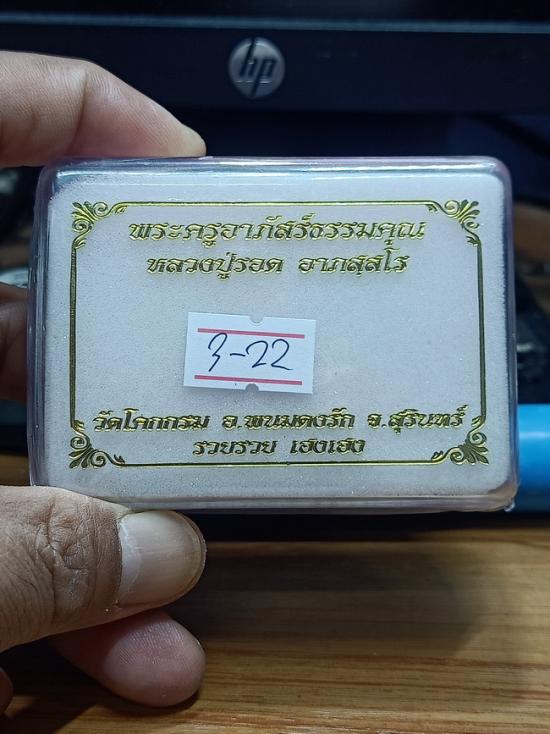 hp
พระครูอาภัสร์ธรรมคุณ
หลวงปู่รอด อาภสฺสโร
3-22
วัดโคกกรม อ.พนมดงรัก จ.สุรินทร์
รวยรวย เฮงเฮง